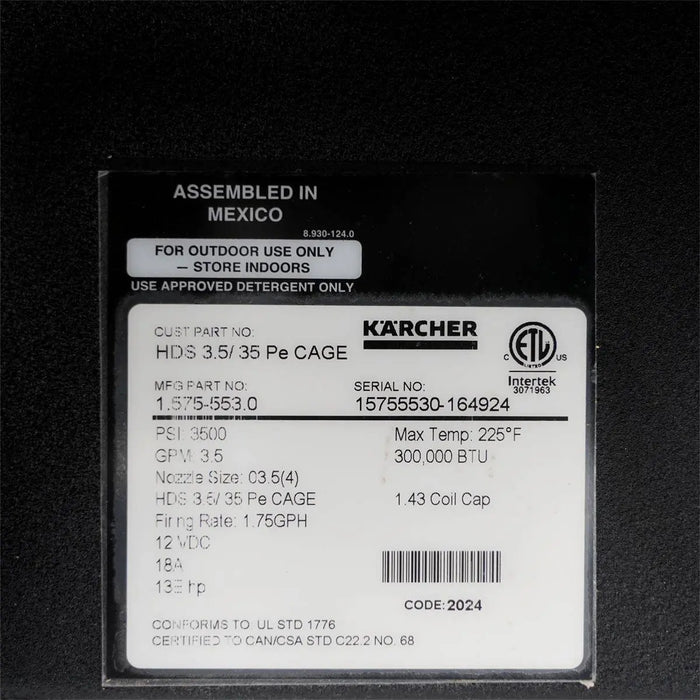 ASSEMBLED IN
MEXICO
8.930-124.0
FOR OUTDOOR USE ONLY
— STORE INDOORS
USE APPROVED DETERGENT ONLY
CUST PART NO:
HDS 3.5/ 35 Pe CAGE
KÄRCHER
C ETL US
Intertek
3071963
MFG PART NO:
1.575-553.0
SERIAL NO:
15755530-164924
PSI: 3500
Max Temp: 225°F
GPM: 3.5
300,000 BTU
Nozzle Size: 03.5(4)
HDS 3.5/ 35 Pe CAGE
1.43 Coil Cap
Firing Rate: 1.75GPH
12 VDC
18A
13E hp
CODE: 2024
CONFORMS TO UL STD 1776
CERTIFIED TO CAN/CSA STD C22.2 NO. 68